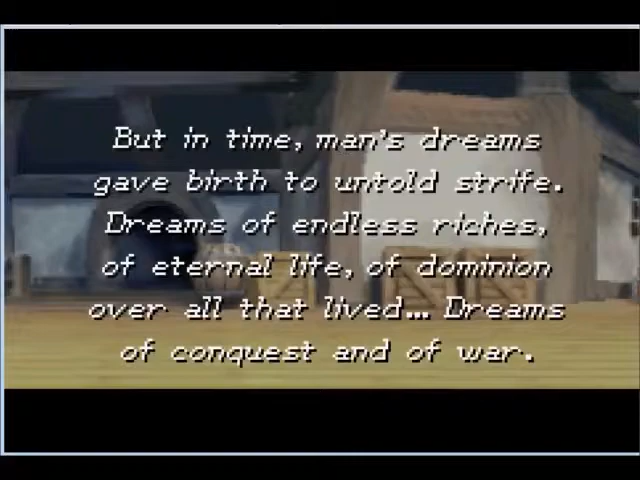 But in time, man's dreams
gave birth to untold strife.
Dreams of endless riches,
of eternal life, of dominion
over all that lived... Dreams
of conquest and of war.